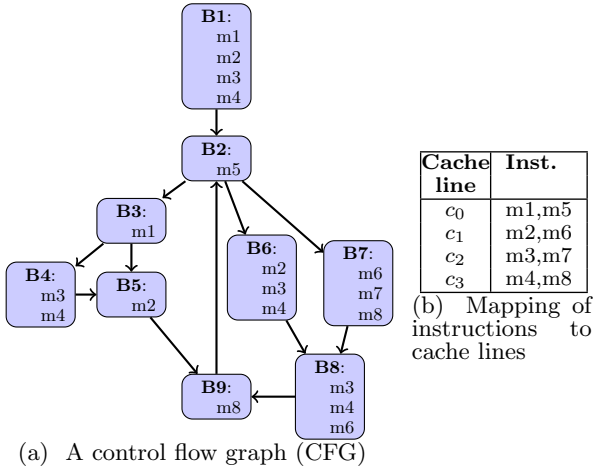 B1:
m1
m2
m3
m4
B2:
m5
B3:
m1
B4:
m3
m4
B5:
m2
B6:
m2
m3
m4
B7:
m6
m7
m8
B8:
m3
m4
m6
B9:
m8
(a) A control flow graph (CFG)
Cache Inst.
line
c0 m1,m5
c1 m2,m6
c2 m3,m7
c3 m4,m8
(b) Mapping of
instructions to
cache lines